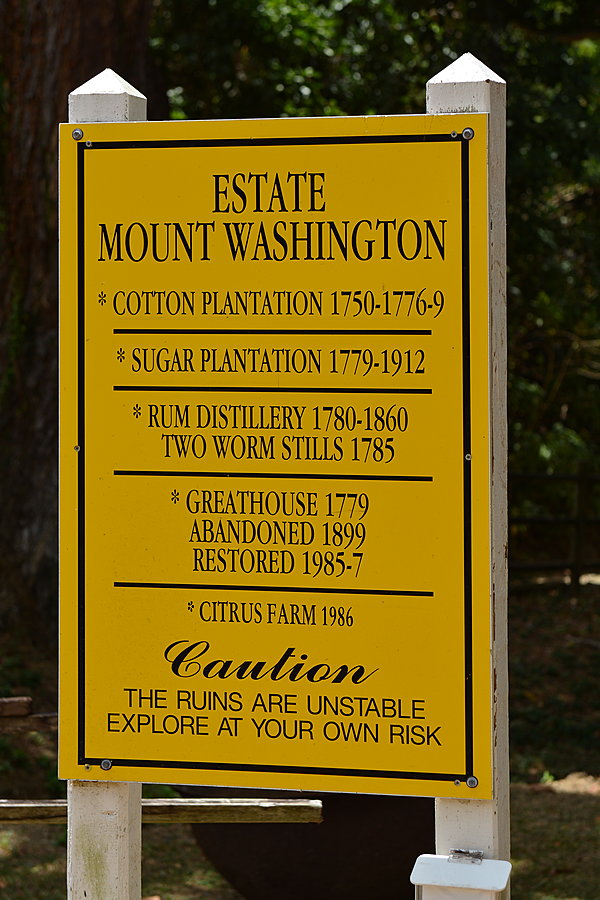 ESTATE
MOUNT WASHINGTON
* COTTON PLANTATION 1750-1776-9
* SUGAR PLANTATION 1779-1912
* RUM DISTILLERY 1780-1860
TWO WORM STILLS 1785
* GREATHOUSE 1779
ABANDONED 1899
RESTORED 1985-7
* CITRUS FARM 1986
Caution
THE RUINS ARE UNSTABLE
EXPLORE AT YOUR OWN RISK